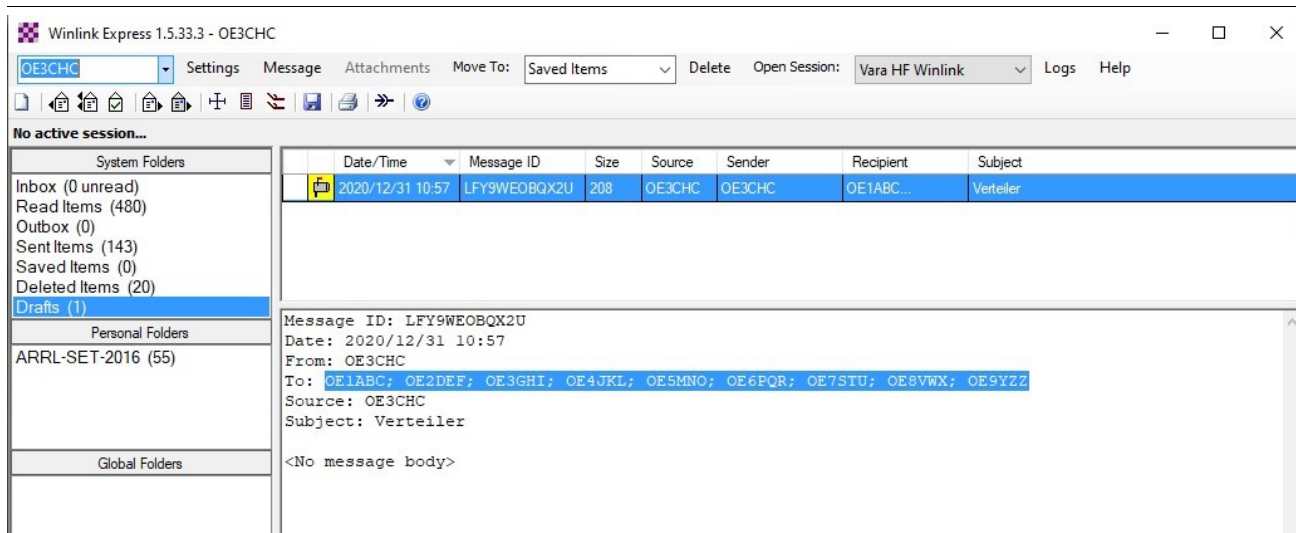 Winlink Express 1.5.33.3 - OE3CHC
OE3CHC Settings Message Attachments Move To: Saved Items Delete Open Session: Vara HF Winlink Logs Help
No active session...
System Folders
Inbox (0 unread)
Read Items (480)
Outbox (0)
Sent Items (143)
Saved Items (0)
Deleted Items (20)
Drafts (1)
Personal Folders
ARRL-SET-2016 (55)
Global Folders
Date/Time Message ID Size Source Sender Recipient Subject
2020/12/31 10:57 LFY9WEOBQX2U 208 OE3CHC OE3CHC OE1ABC... Verteiler
Message ID: LFY9WEOBQX2U
Date: 2020/12/31 10:57
From: OE3CHC
To: OE1ABC; OE2DEF; OE3GHI; OE4JKL; OE5MNO; OE6PQR; OE7STU; OE8VWX; OE9YZZ
Source: OE3CHC
Subject: Verteiler
<No message body>